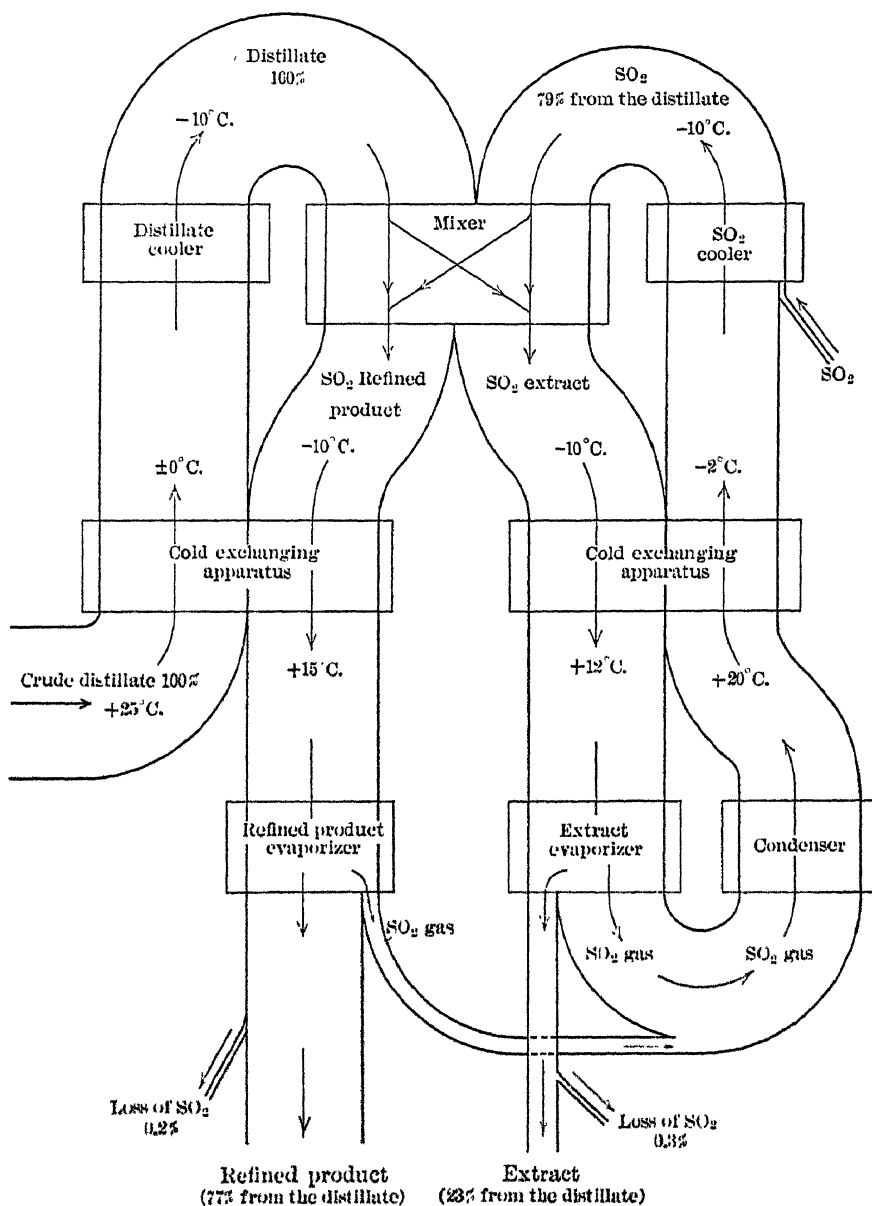 Distillate
100%
SO₂
79% from the distillate
-10°C.
-10°C.
Distillate
cooler
Mixer
SO₂
cooler
SO₂ Refined
product
SO₂ extract
SO₂
-10°C.
-10°C.
±0°C.
-2°C.
Cold exchanging
apparatus
Cold exchanging
apparatus
+15°C.
+12°C.
+20°C.
Crude distillate 100%
+25°C.
Refined product
evaporizer
Extract
evaporizer
Condenser
SO₂ gas
SO₂ gas
SO₂ gas
Loss of SO₂
0.2%
Loss of SO₂
0.3%
Refined product
(77% from the distillate)
Extract
(23% from the distillate)